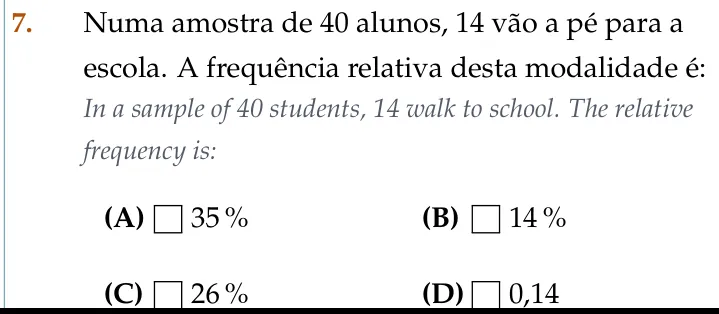 7. Numa amostra de 40 alunos, 14 vão a pé para a
escola. A frequência relativa desta modalidade é:
In a sample of 40 students, 14 walk to school. The relative
frequency is:
(A) □ 35 % (B) □ 14 %
(C) □ 26 % (D) □ 0,14